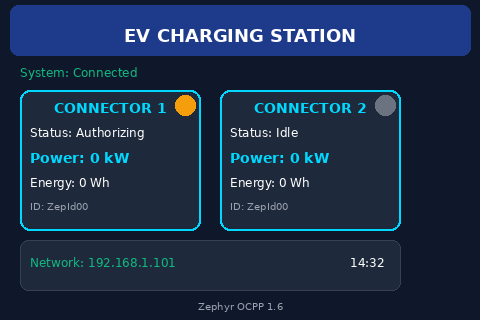 EV CHARGING STATION
System: Connected
CONNECTOR 1
Status: Authorizing
Power: 0 kW
Energy: 0 Wh
ID: ZepId00
CONNECTOR 2
Status: Idle
Power: 0 kW
Energy: 0 Wh
ID: ZepId00
Network: 192.168.1.101
14:32
Zephyr OCPP 1.6